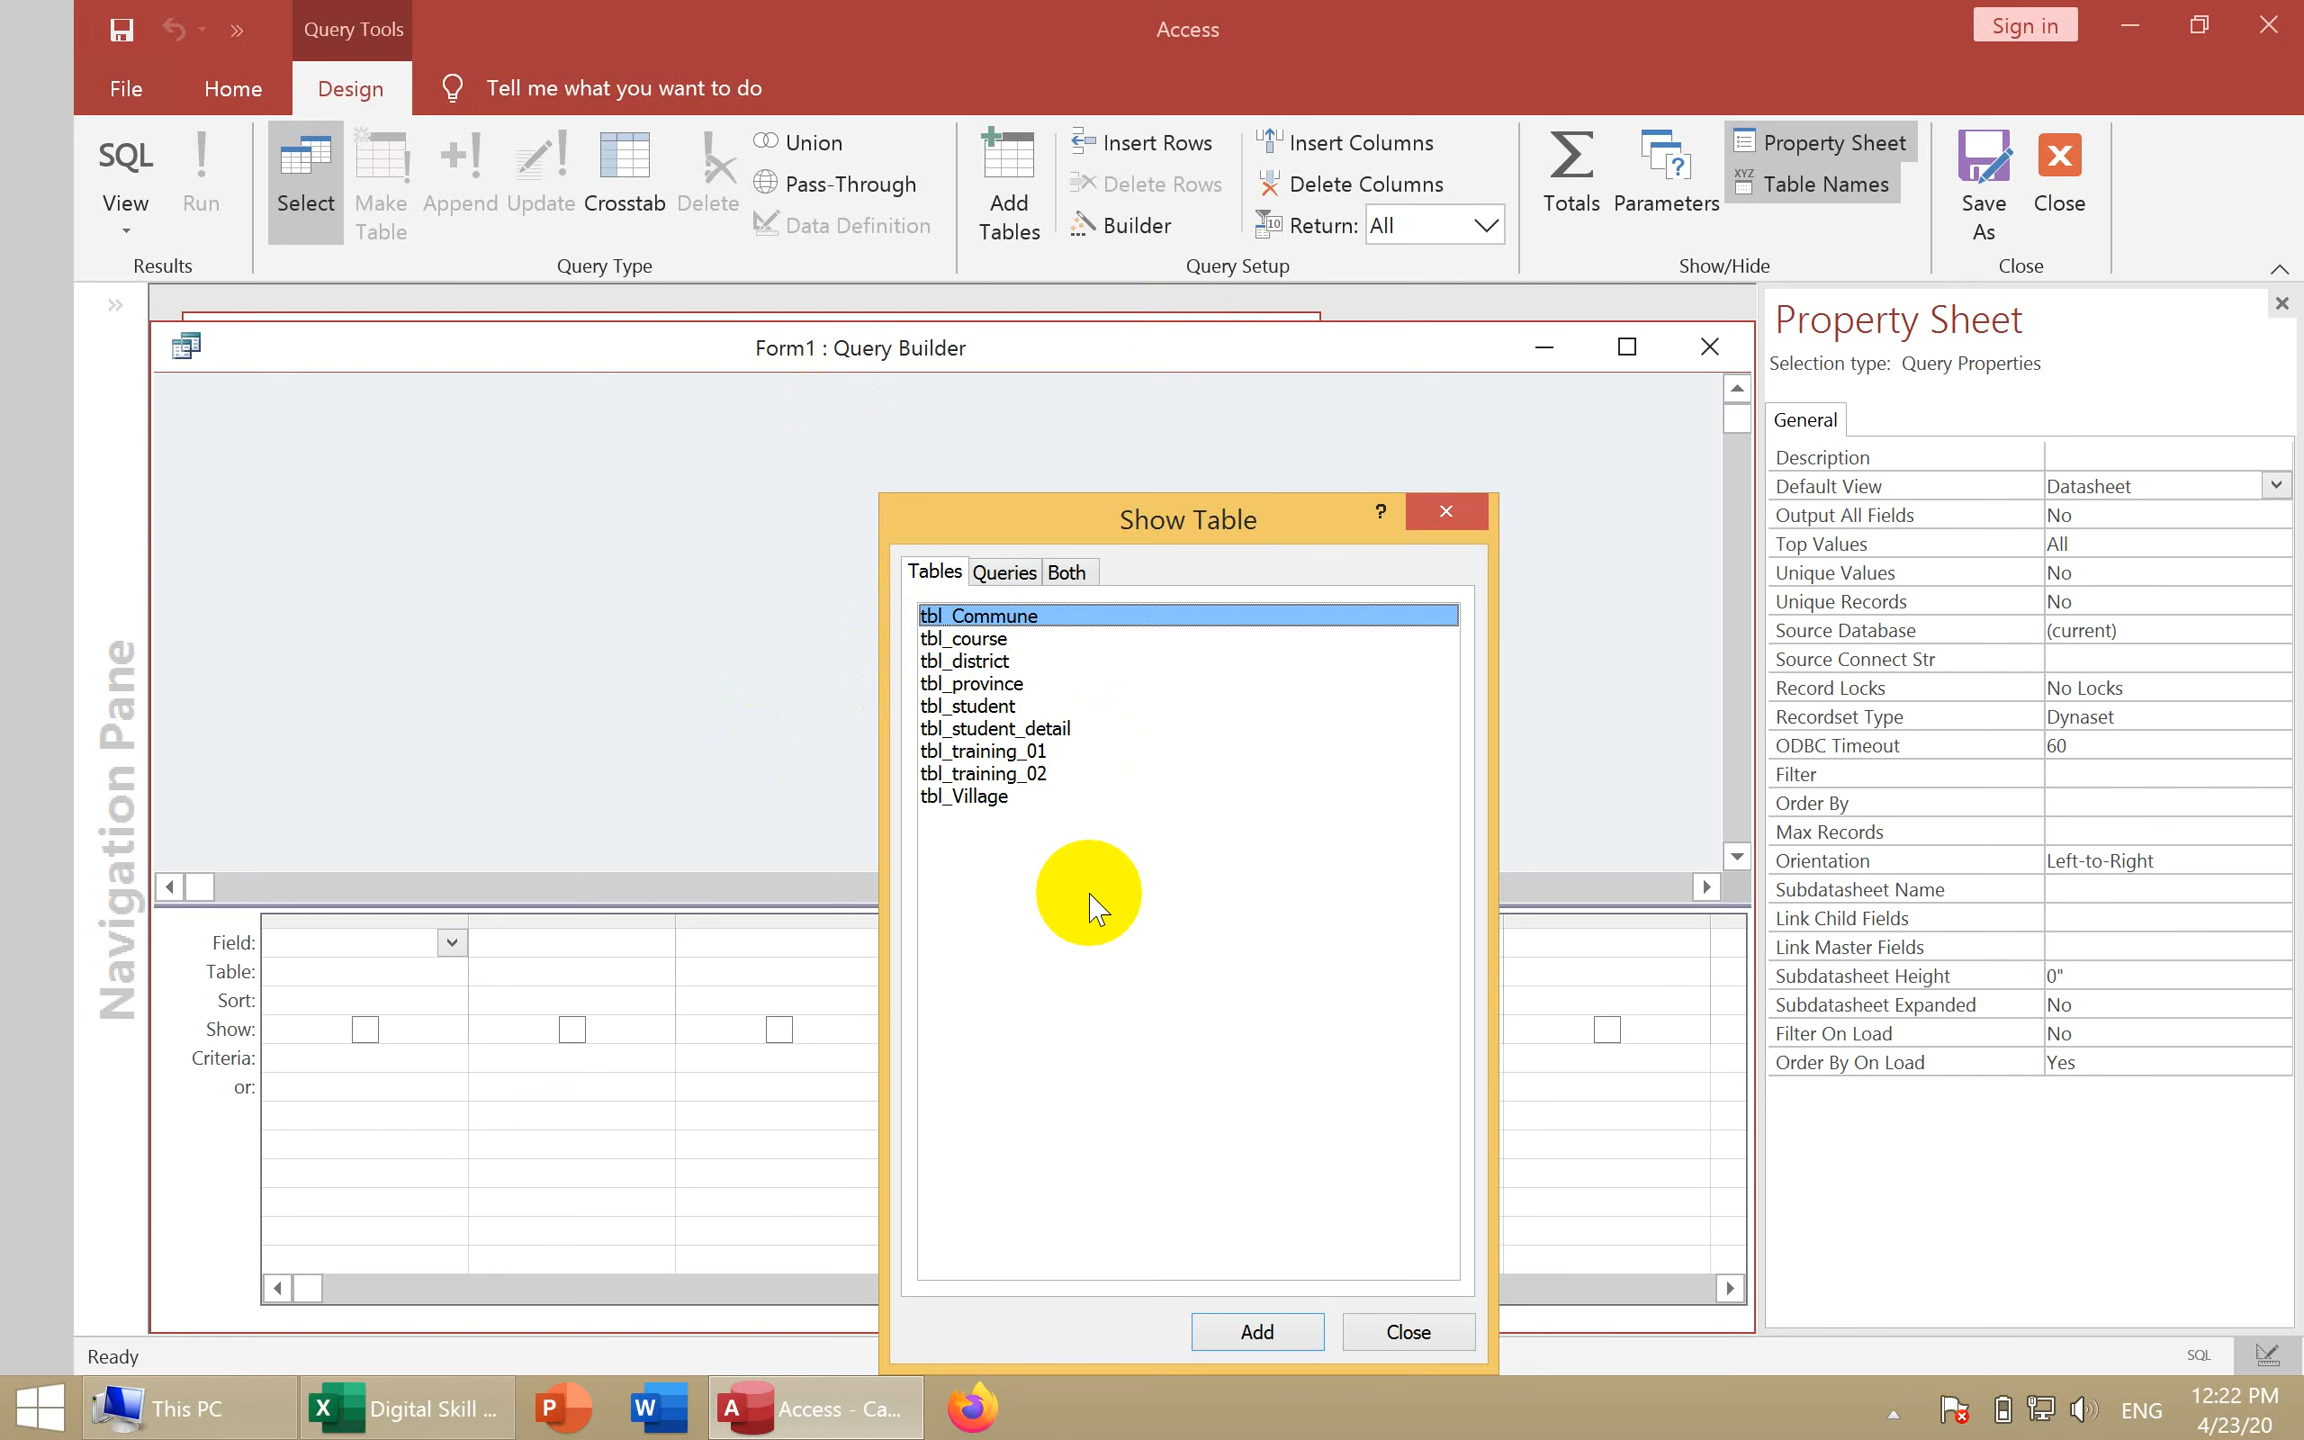 Query Tools
Access
Sign in
File
Home
Design
Tell me what you want to do
SQL
View
Run
Results
Select
Make
Table
Append
Update
Crosstab
Delete
Union
Pass-Through
Data Definition
Query Type
Add
Tables
Insert Rows
Delete Rows
Builder
Insert Columns
Delete Columns
Return: All
Query Setup
Totals
Parameters
Property Sheet
XYZ Table Names
Show/Hide
Save
As
Close
Close
Navigation Pane
Form1 : Query Builder
Field:
Table:
Sort:
Show:
Criteria:
or:
Show Table
?
Tables
Queries
Both
tbl_Commune
tbl_course
tbl_district
tbl_province
tbl_student
tbl_student_detail
tbl_training_01
tbl_training_02
tbl_Village
Add
Close
Property Sheet
Selection type: Query Properties
General
Description
Default View Datasheet
Output All Fields No
Top Values All
Unique Values No
Unique Records No
Source Database (current)
Source Connect Str
Record Locks No Locks
Recordset Type Dynaset
ODBC Timeout 60
Filter
Order By
Max Records
Orientation Left-to-Right
Subdatasheet Name
Link Child Fields
Link Master Fields
Subdatasheet Height 0"
Subdatasheet Expanded No
Filter On Load No
Order By On Load Yes
Ready
SQL
This PC
Digital Skill ...
Access - Ca...
ENG
12:22 PM
4/23/20